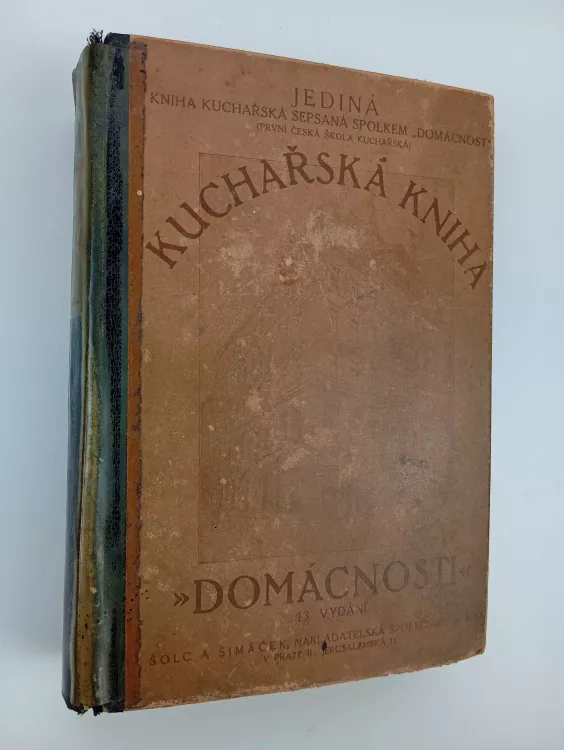 JEDINÁ
KNIHA KUCHAŘSKÁ SEPSANÁ SPOLKEM „DOMÁCNOST"
(PRVNÍ ČESKÁ ŠKOLA KUCHAŘSKÁ)
KUCHAŘSKÁ KNIHA
»DOMÁCNOSTI«
13 VYDÁNÍ
ŠOLC A ŠIMÁČEK, NAKLADATELSKÁ
V PRAZE II., JERUSALEMSKÁ 11